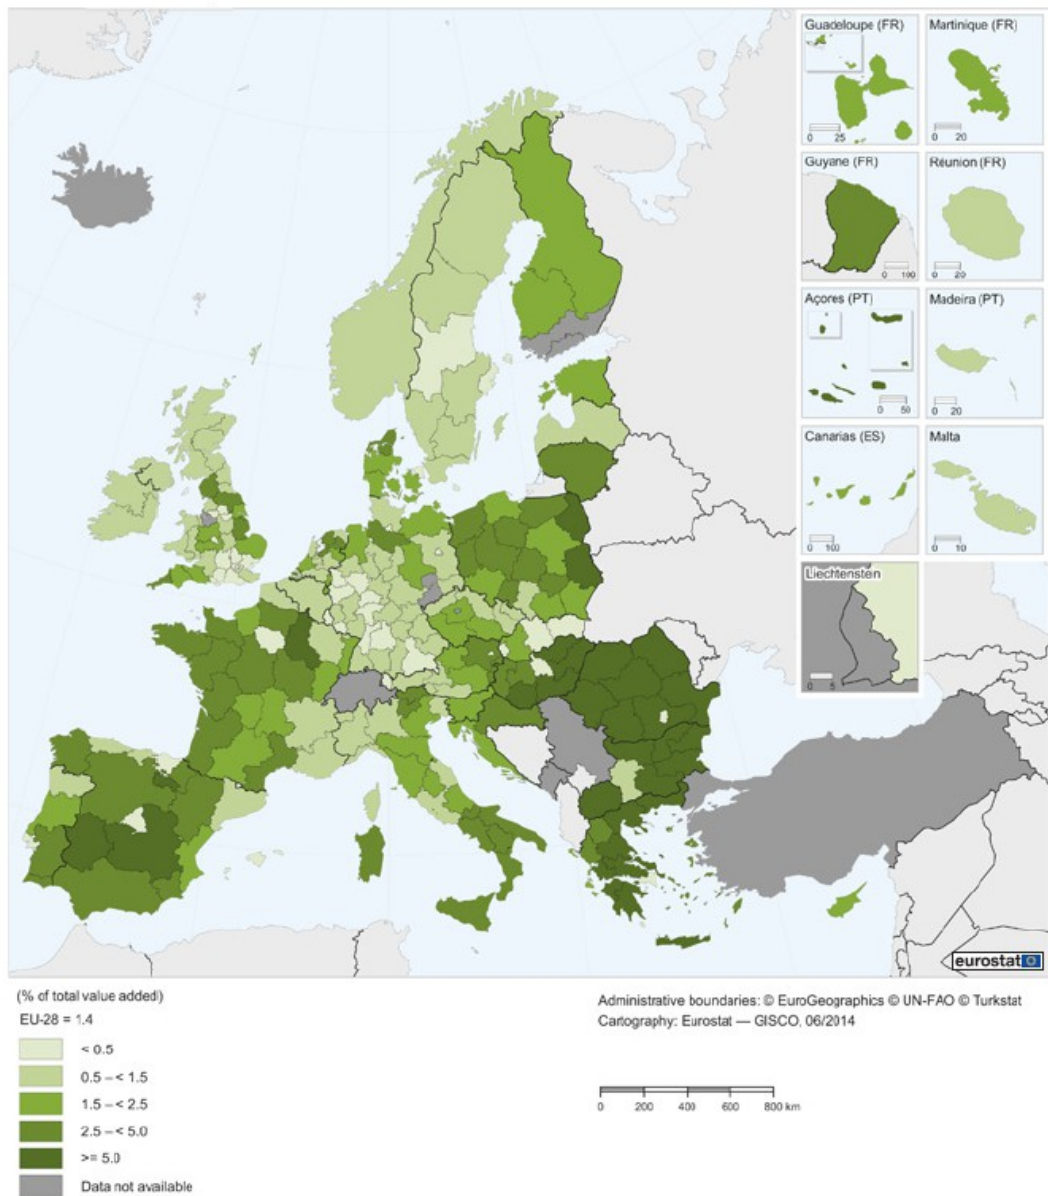 Guadeloupe (FR)
Martinique (FR)
0 25
0 20
Guyane (FR)
Réunion (FR)
0 100
0 20
Açores (PT)
Madeira (PT)
0 50
0 20
Canarias (ES)
Malta
0 100
0 10
Liechtenstein
0 5
eurostat
(% of total value added)
EU-28 = 1.4
< 0.5
0.5 – < 1.5
1.5 – < 2.5
2.5 – < 5.0
>= 5.0
Data not available
Administrative boundaries: © EuroGeographics © UN-FAO © Turkstat
Cartography: Eurostat — GISCO, 06/2014
0 200 400 600 800 km